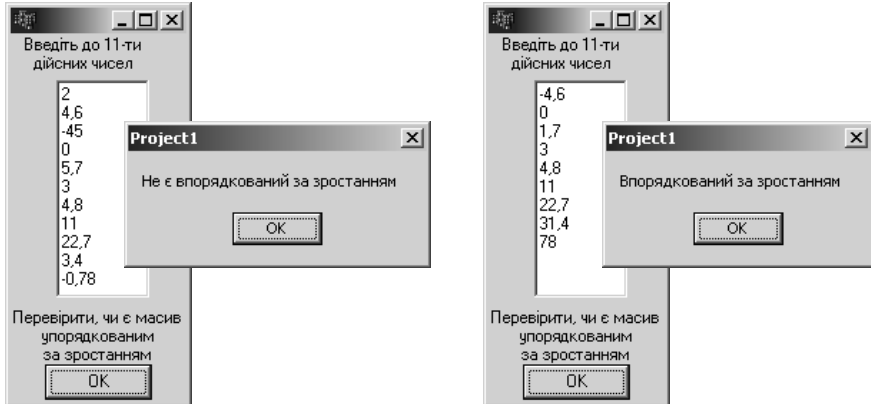 Введіть до 11-ти
дійсних чисел
2
4,6
-45
0
5,7
3
4,8
11
22,7
3,4
-0,78
Project1
Не є впорядкований за зростанням
OK
Перевірити, чи є масив
упорядкованим
за зростанням
OK
Введіть до 11-ти
дійсних чисел
-4,6
0
1,7
3
4,8
11
22,7
31,4
78
Project1
Впорядкований за зростанням
OK
Перевірити, чи є масив
упорядкованим
за зростанням
OK